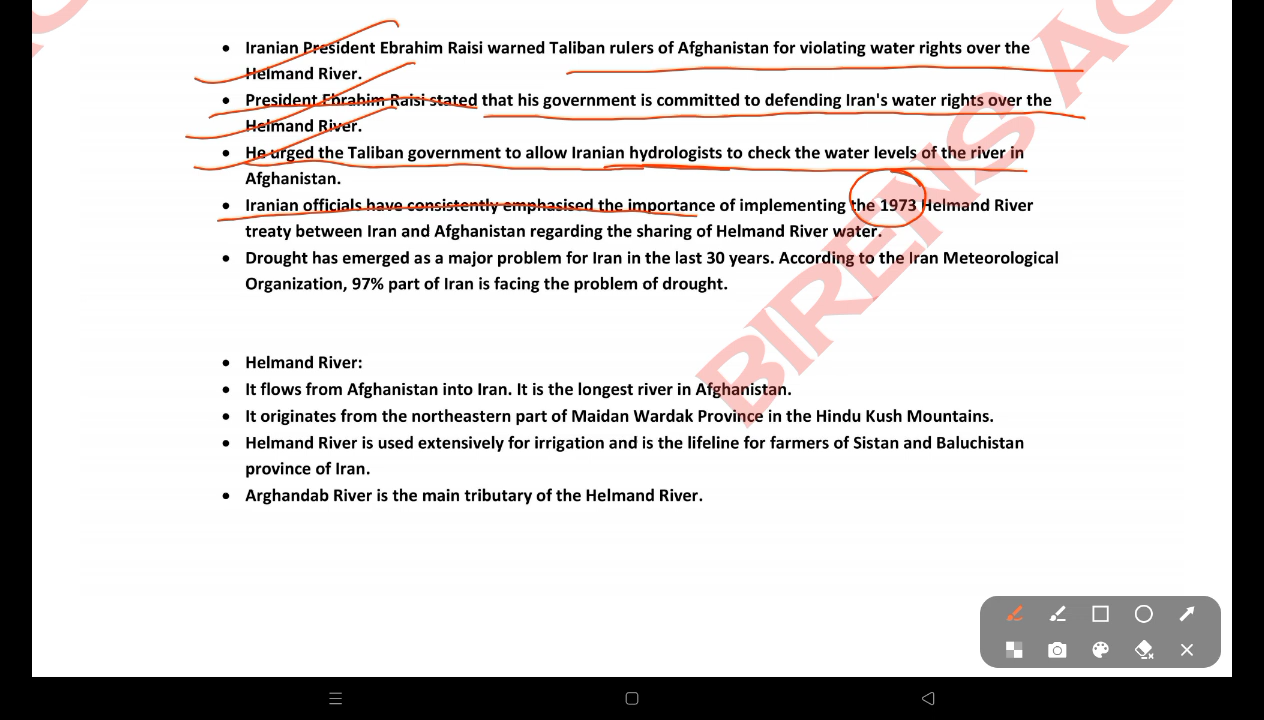 • Iranian President Ebrahim Raisi warned Taliban rulers of Afghanistan for violating water rights over the
Helmand River.
• President Ebrahim Raisi stated that his government is committed to defending Iran's water rights over the
Helmand River.
• He urged the Taliban government to allow Iranian hydrologists to check the water levels of the river in
Afghanistan.
• Iranian officials have consistently emphasised the importance of implementing the 1973 Helmand River
treaty between Iran and Afghanistan regarding the sharing of Helmand River water.
• Drought has emerged as a major problem for Iran in the last 30 years. According to the Iran Meteorological
Organization, 97% part of Iran is facing the problem of drought.
• Helmand River:
• It flows from Afghanistan into Iran. It is the longest river in Afghanistan.
• It originates from the northeastern part of Maidan Wardak Province in the Hindu Kush Mountains.
• Helmand River is used extensively for irrigation and is the lifeline for farmers of Sistan and Baluchistan
province of Iran.
• Arghandab River is the main tributary of the Helmand River.
BIRENS AC